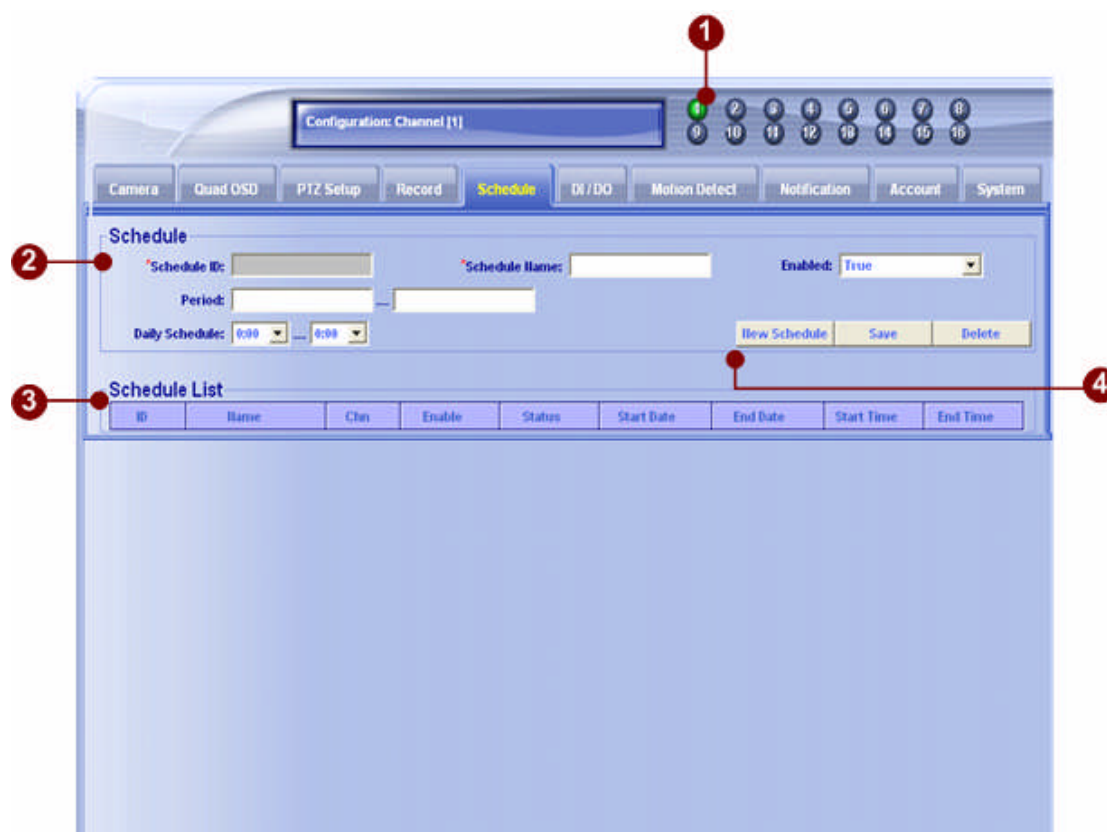 1
Configuration: Channel [1]
1 2 3 4 5 6 7 8
9 10 11 12 13 14 15 16
Camera Quad OSD PTZ Setup Record Schedule DI / DO Motion Detect Notification Account System
Schedule
2
*Schedule ID: *Schedule Name: Enabled: True
Period: ...
Daily Schedule: 0:00 ... 0:00
New Schedule Save Delete
4
Schedule List
3
ID Name Chn Enable Status Start Date End Date Start Time End Time